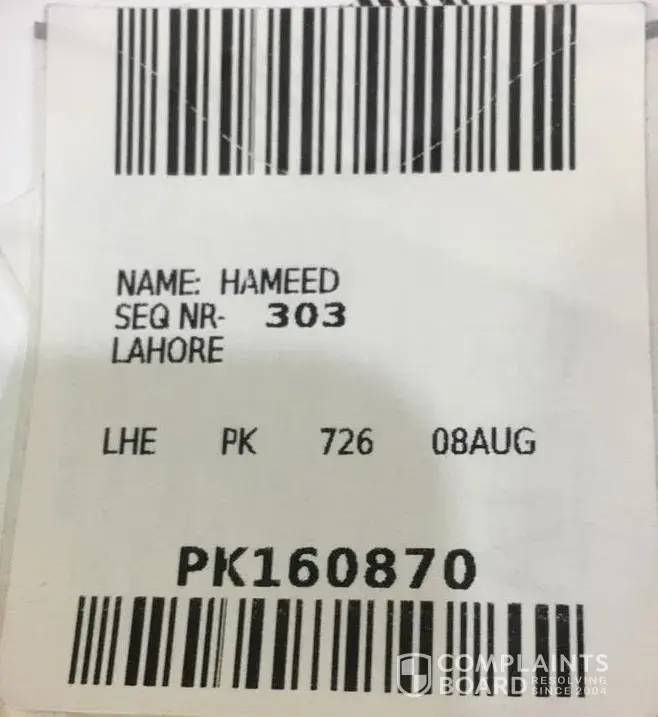 NAME: HAMEED
SEQ NR- 303
LAHORE
LHE PK 726 08AUG
PK160870
COMPLAINTS
BOARD RESOLVING
SINCE 2004